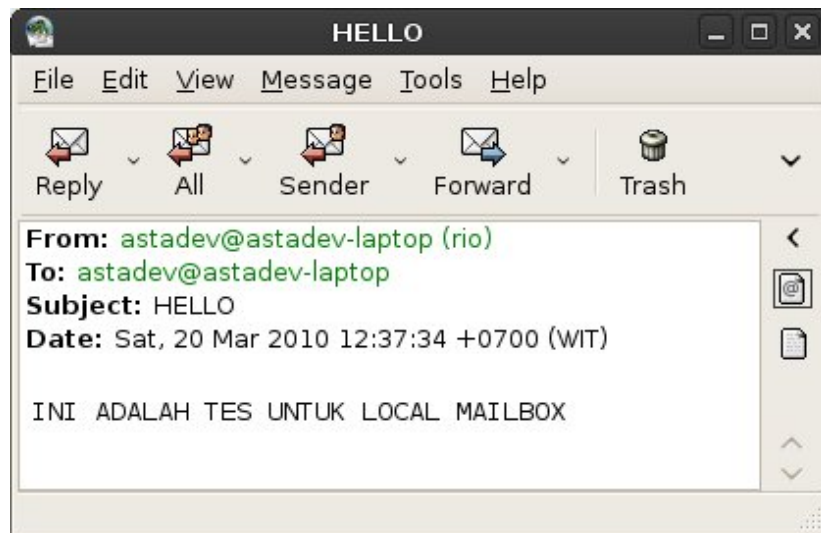 HELLO
File Edit View Message Tools Help
Reply All Sender Forward Trash
From: astadev@astadev-laptop (rio)
To: astadev@astadev-laptop
Subject: HELLO
Date: Sat, 20 Mar 2010 12:37:34 +0700 (WIT)
INI ADALAH TES UNTUK LOCAL MAILBOX